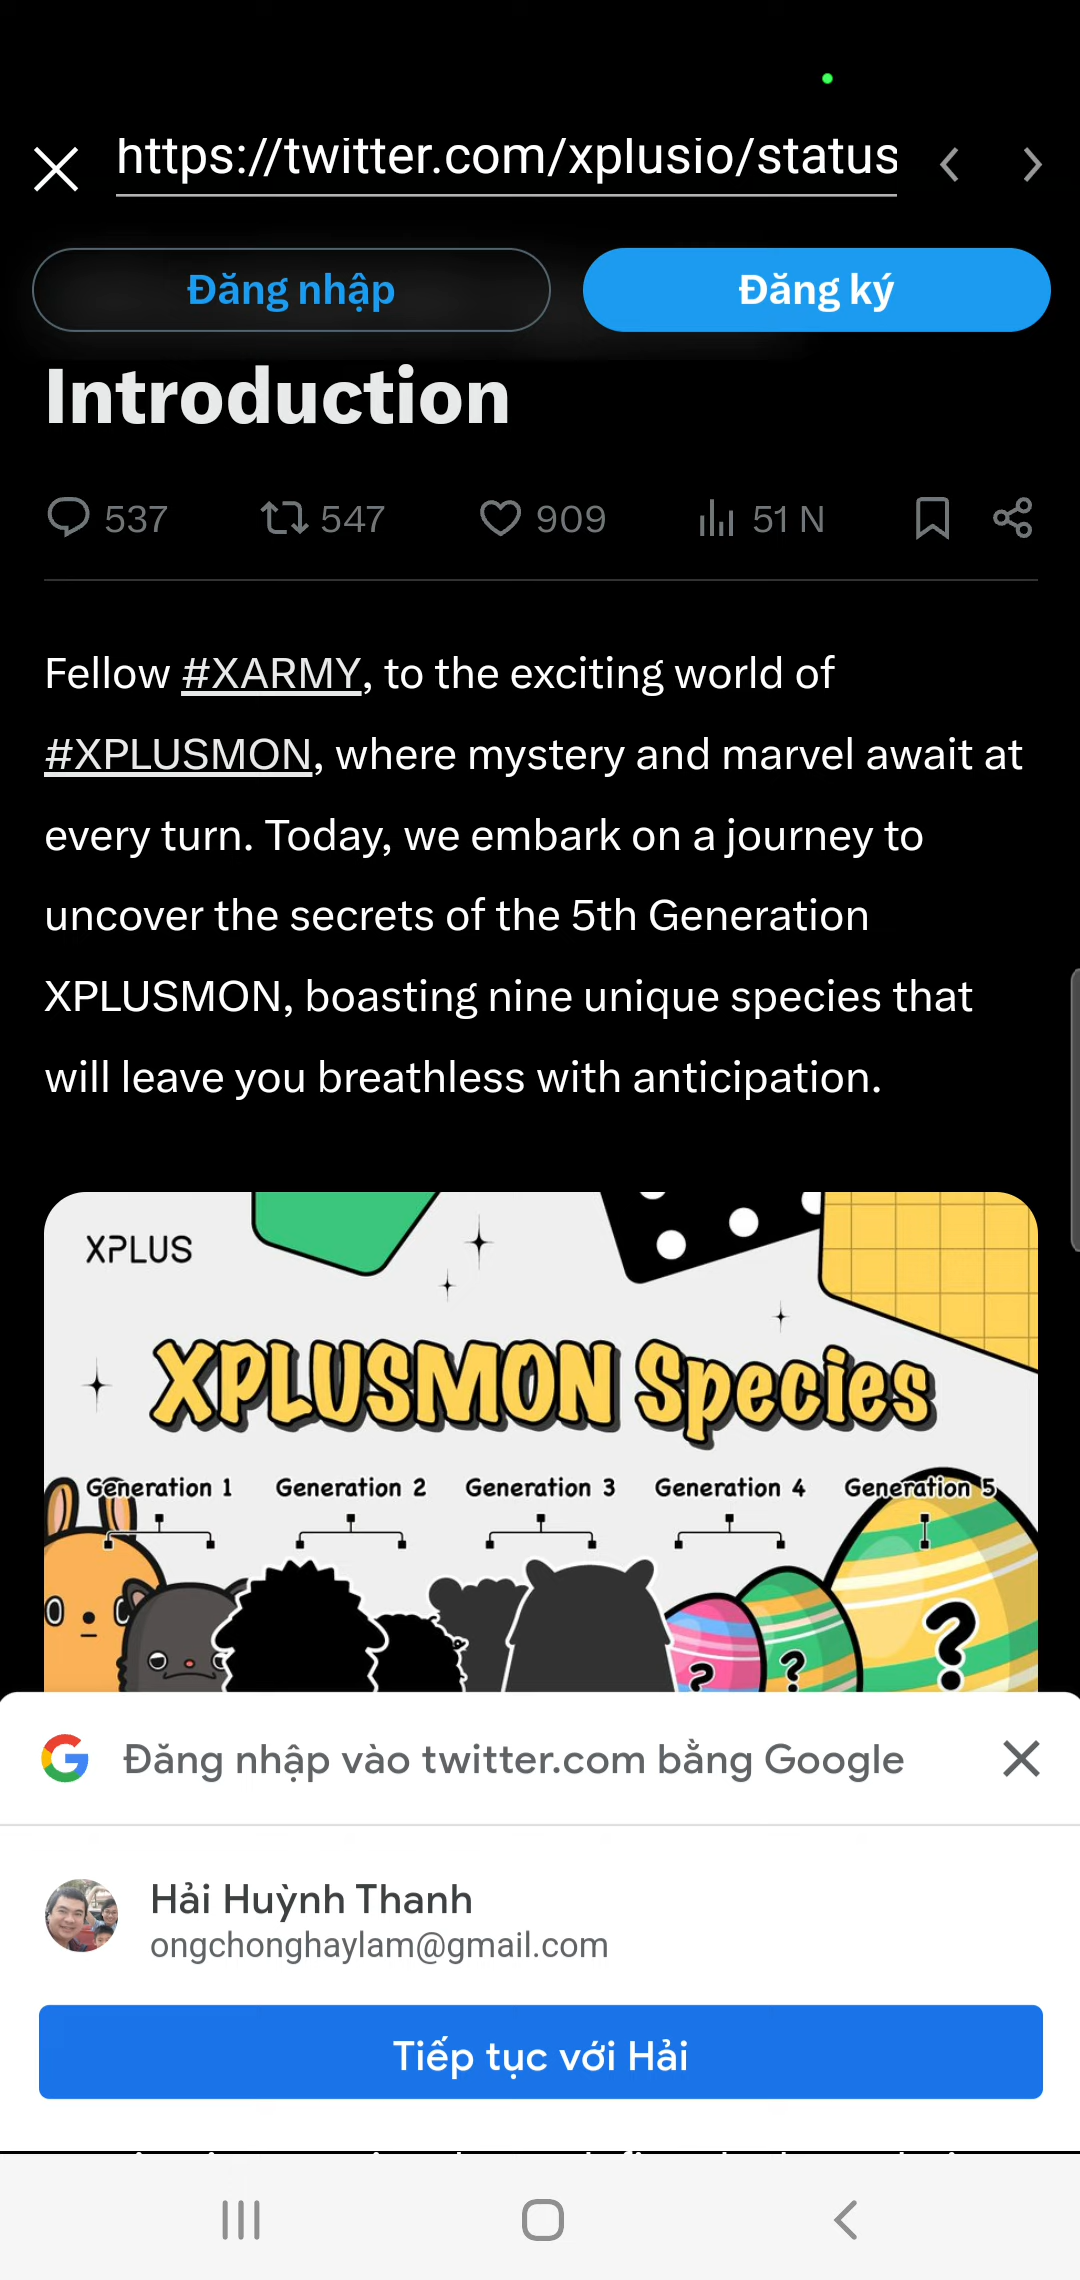 https://twitter.com/xplusio/status
Đăng nhập
Đăng ký
Introduction
537
547
909
51 N
Fellow #XARMY, to the exciting world of
#XPLUSMON, where mystery and marvel await at
every turn. Today, we embark on a journey to
uncover the secrets of the 5th Generation
XPLUSMON, boasting nine unique species that
will leave you breathless with anticipation.
XPLUS
XPLUSMON Species
Generation 1
Generation 2
Generation 3
Generation 4
Generation 5
?
?
?
Đăng nhập vào twitter.com bằng Google
Hải Huỳnh Thanh
ongchonghaylam@gmail.com
Tiếp tục với Hải